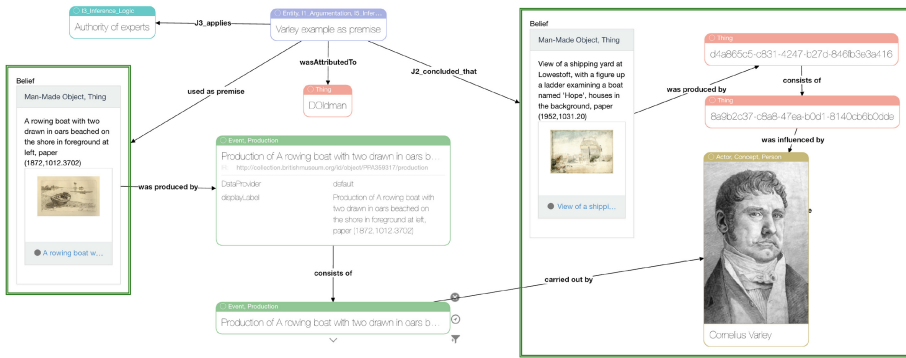 I3_Inference_Logic
Authority of experts
J3_applies
Entity, I1_Argumentation, I5_Infer...
Varley example as premise
wasAttributedTo
J2_concluded_that
used as premise
Thing
DOldman
Belief
Man-Made Object, Thing
A rowing boat with two
drawn in oars beached on
the shore in foreground at
left, paper
(1872,1012.3702)
A rowing boat w...
was produced by
Event, Production
Production of A rowing boat with two drawn in oars b...
http://collection.britishmuseum.org/id/object/PPA389317/production
DataProvider
default
displayLabel
Production of A rowing boat with
two drawn in oars beached on
the shore in foreground at left,
paper (1872,1012.3702)
consists of
Event, Production
Production of A rowing boat with two drawn in oars b...
carried out by
Belief
Man-Made Object, Thing
View of a shipping yard at
Lowestoft, with a figure up
a ladder examining a boat
named 'Hope', houses in
the background, paper
(1952,1031.20)
View of a shippi...
was produced by
Thing
d4a865c5-c831-4247-b27d-846fb3e3a416
consists of
Thing
8a9b2c37-c8a8-47ea-b0d1-8140cb6b0dde
was influenced by
Actor, Concept, Person
e
Cornelius Varley